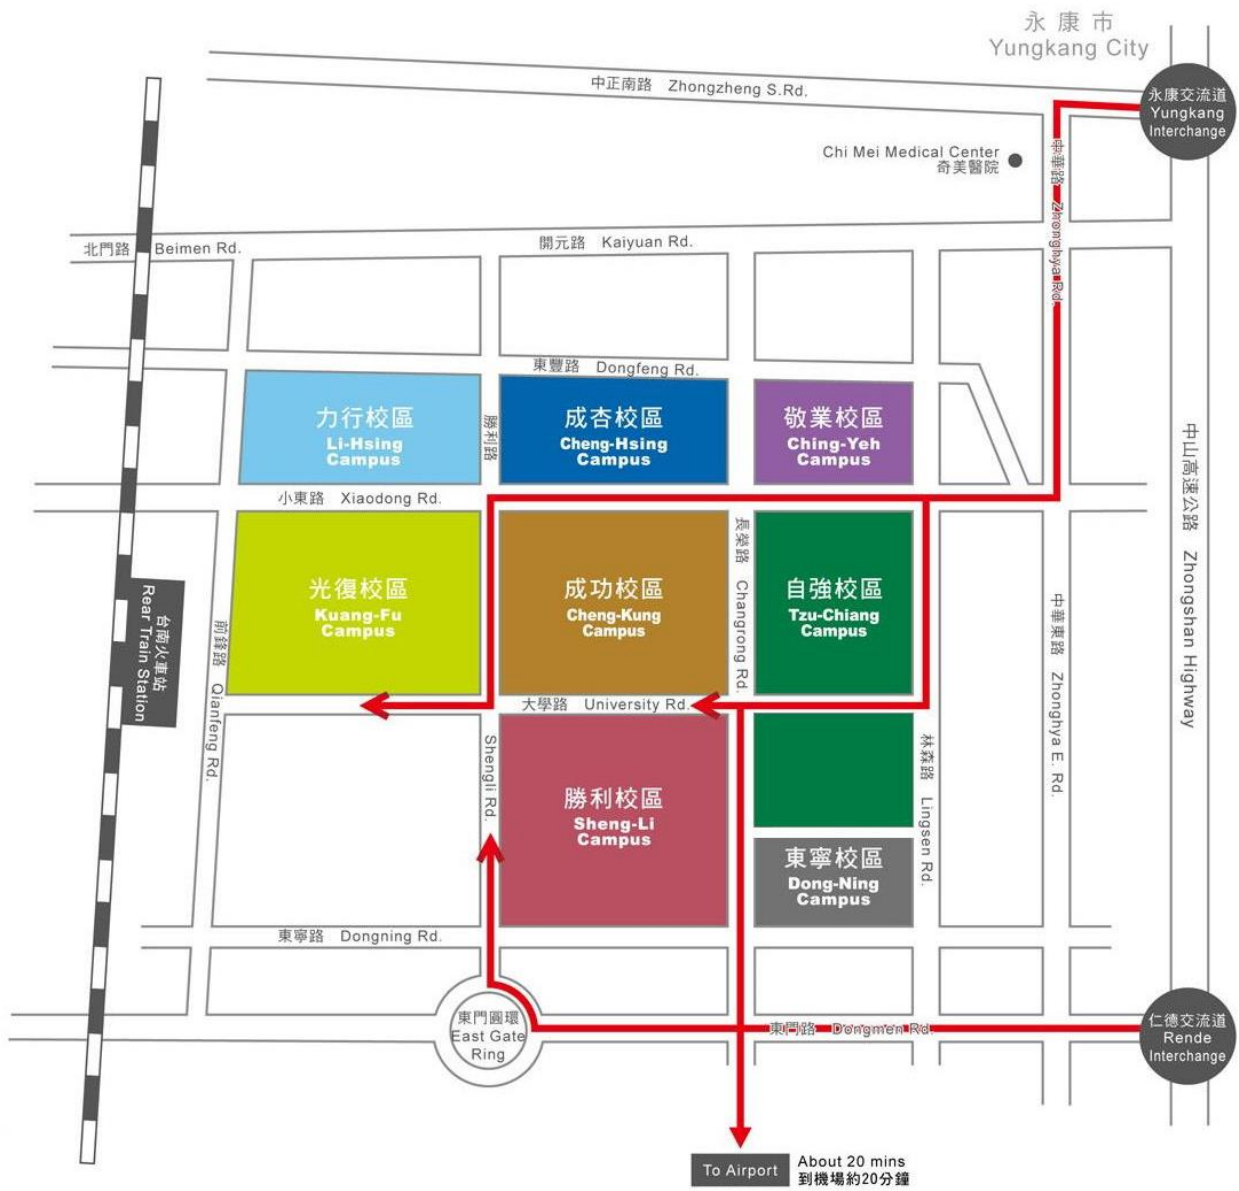 永康市
Yungkang City
中正南路 Zhongzheng S.Rd.
永康交流道
Yungkang
Interchange
Chi Mei Medical Center
奇美醫院
中華路 Zhonghya Rd.
北門路 Beimen Rd.
開元路 Kaiyuan Rd.
東豐路 Dongfeng Rd.
力行校區
Li-Hsing
Campus
勝利路
成杏校區
Cheng-Hsing
Campus
敬業校區
Ching-Yeh
Campus
中山高速公路 Zhongshan Highway
小東路 Xiaodong Rd.
光復校區
Kuang-Fu
Campus
成功校區
Cheng-Kung
Campus
長榮路 Changrong Rd.
自強校區
Tzu-Chiang
Campus
台南火車站
Rear Train Station
前鋒路 Qianfeng Rd.
中華東路 Zhonghya E. Rd.
大學路 University Rd.
Shengli Rd.
勝利校區
Sheng-Li
Campus
林森路 Lingsen Rd.
東寧校區
Dong-Ning
Campus
東寧路 Dongning Rd.
東門圓環
East Gate
Ring
東門路 Dongmen Rd.
仁德交流道
Rende
Interchange
To Airport
About 20 mins
到機場約20分鐘